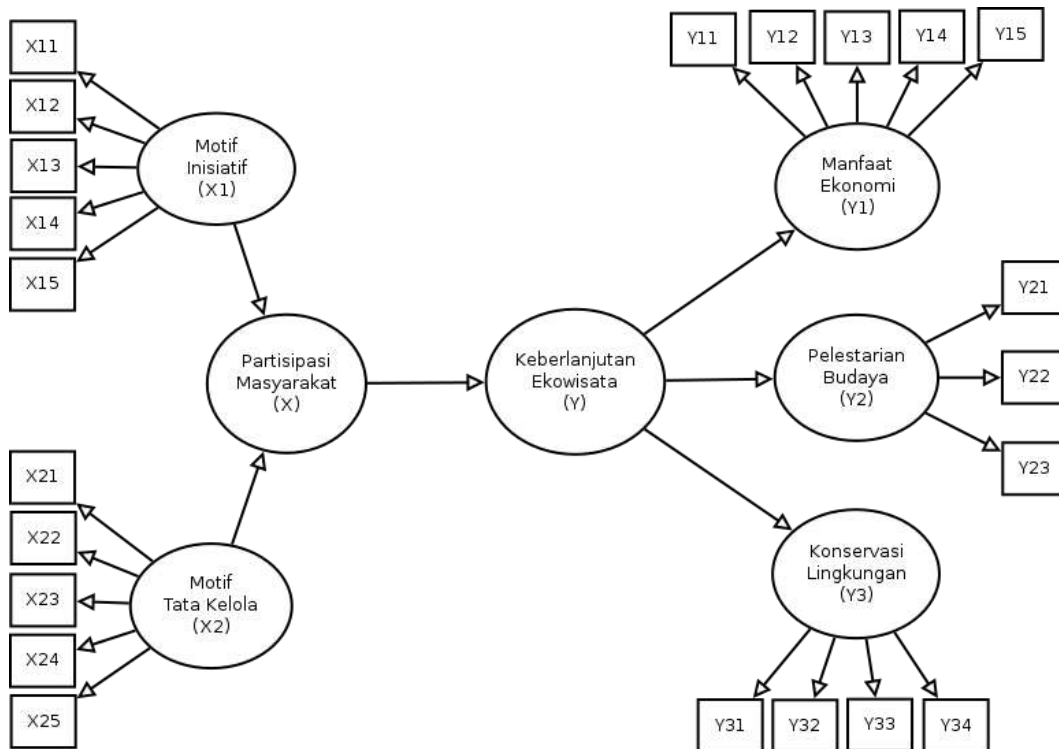 X11
X12
X13
X14
X15
Motif
Inisiatif
(X1)
Partisipasi
Masyarakat
(X)
X21
X22
X23
X24
X25
Motif
Tata Kelola
(X2)
Keberlanjutan
Ekowisata
(Y)
Y11
Y12
Y13
Y14
Y15
Manfaat
Ekonomi
(Y1)
Pelestarian
Budaya
(Y2)
Y21
Y22
Y23
Konservasi
Lingkungan
(Y3)
Y31
Y32
Y33
Y34